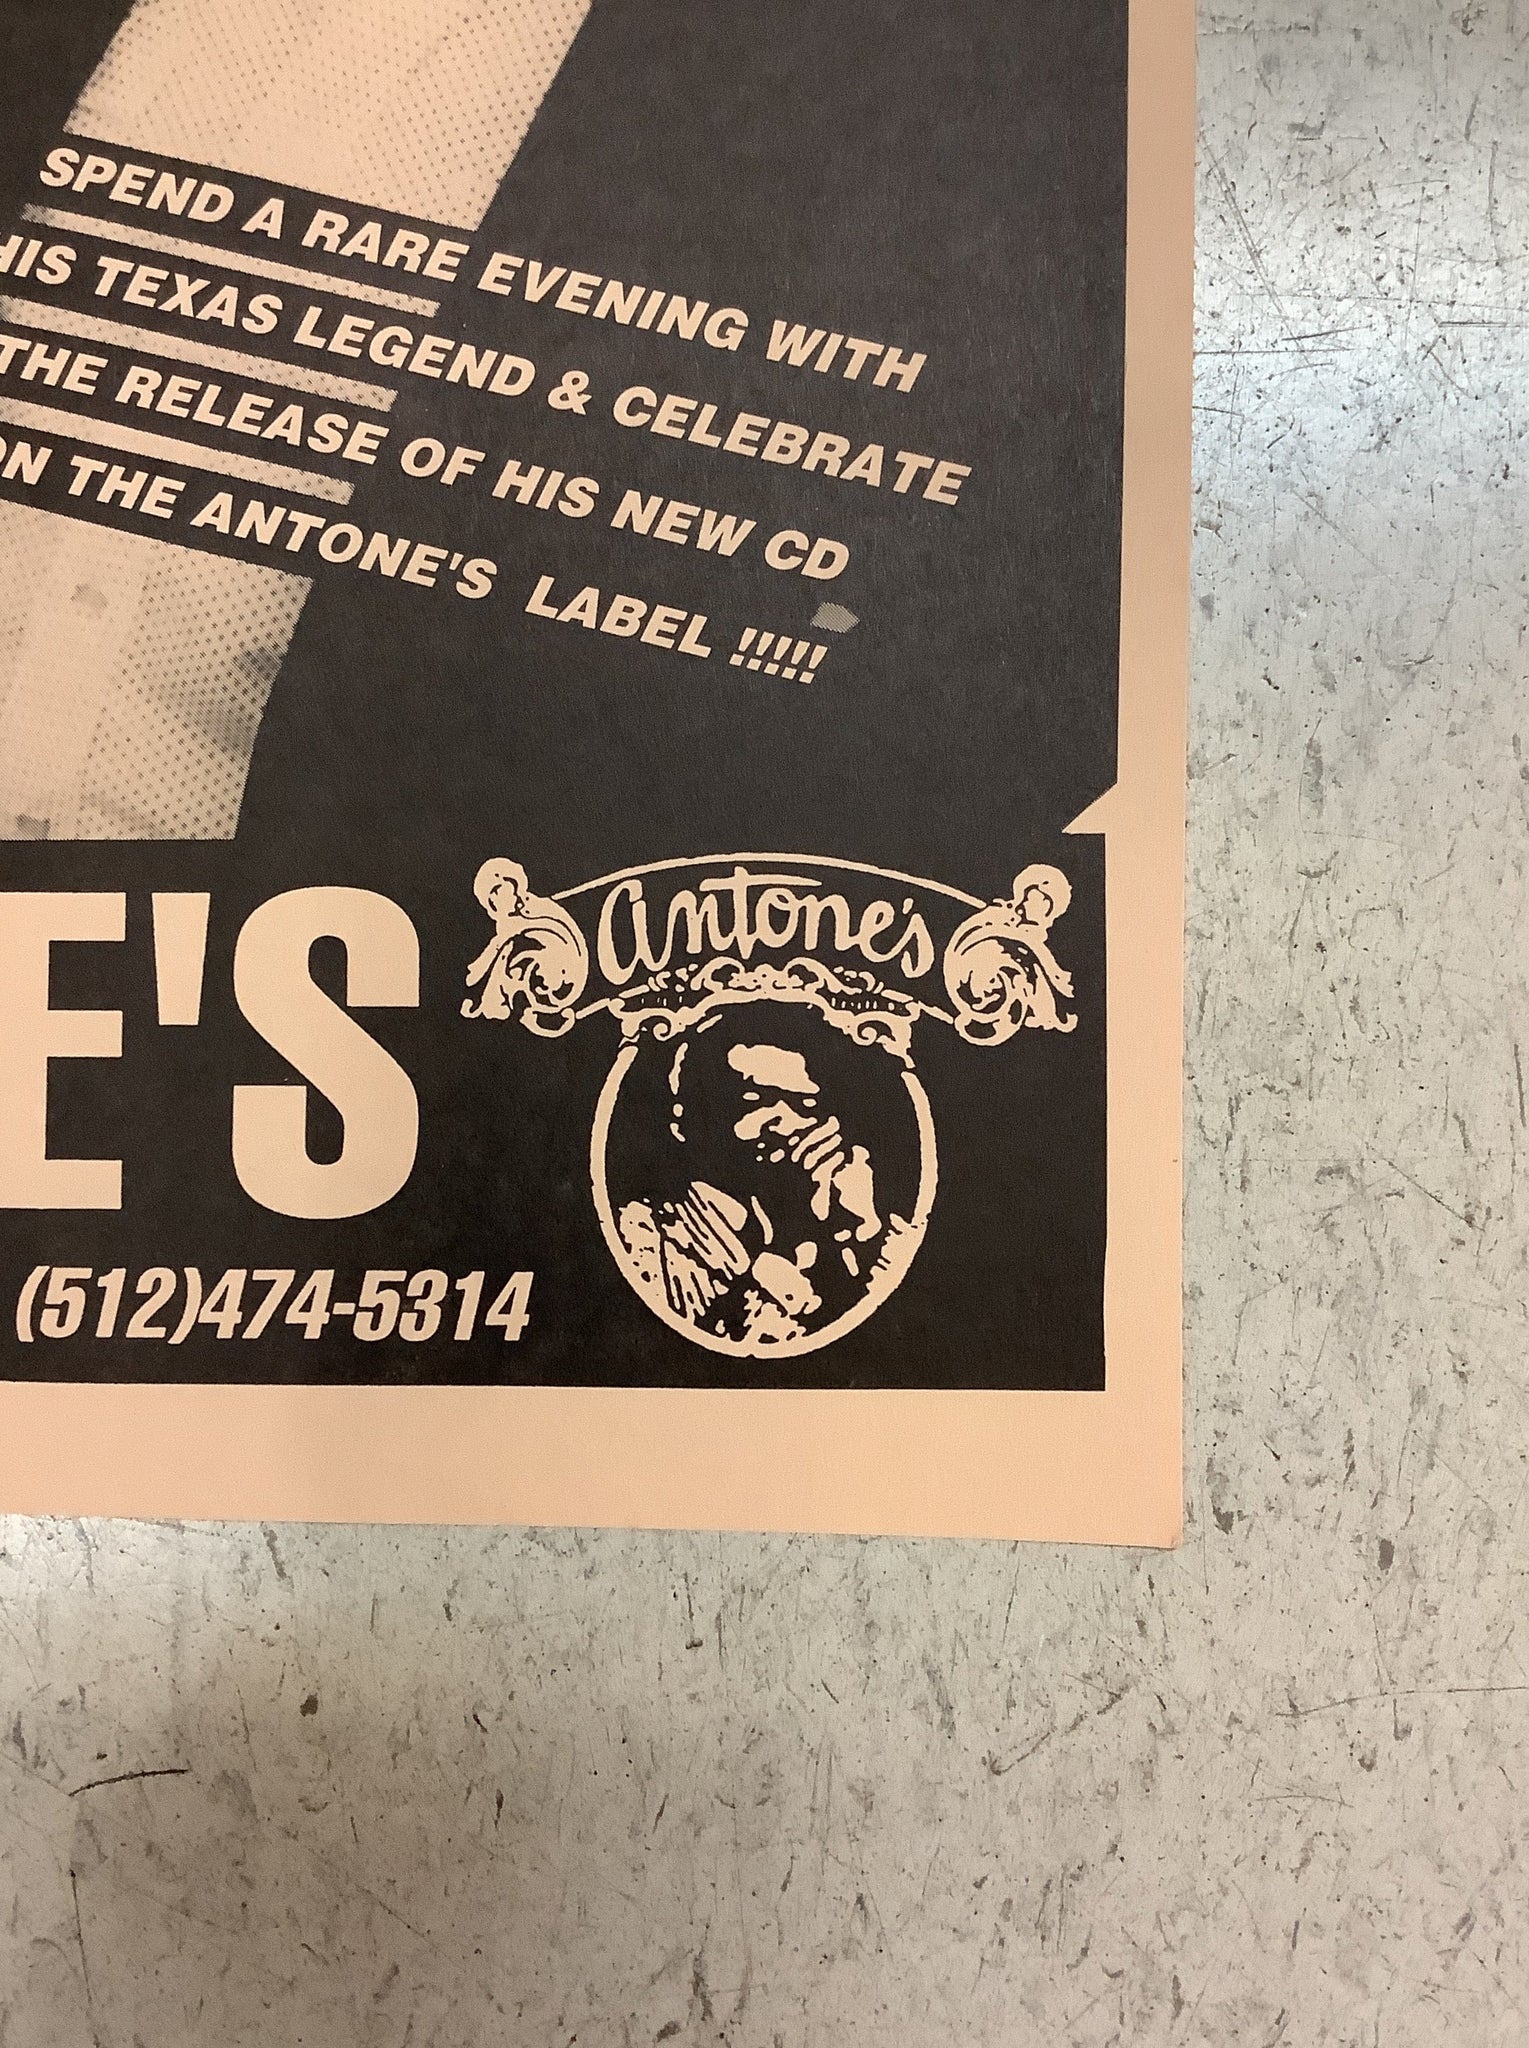 SPEND A RARE EVENING WITH
HIS TEXAS LEGEND & CELEBRATE
THE RELEASE OF HIS NEW CD
ON THE ANTONE'S LABEL !!!!!
E'S
antone's
(512)474-5314